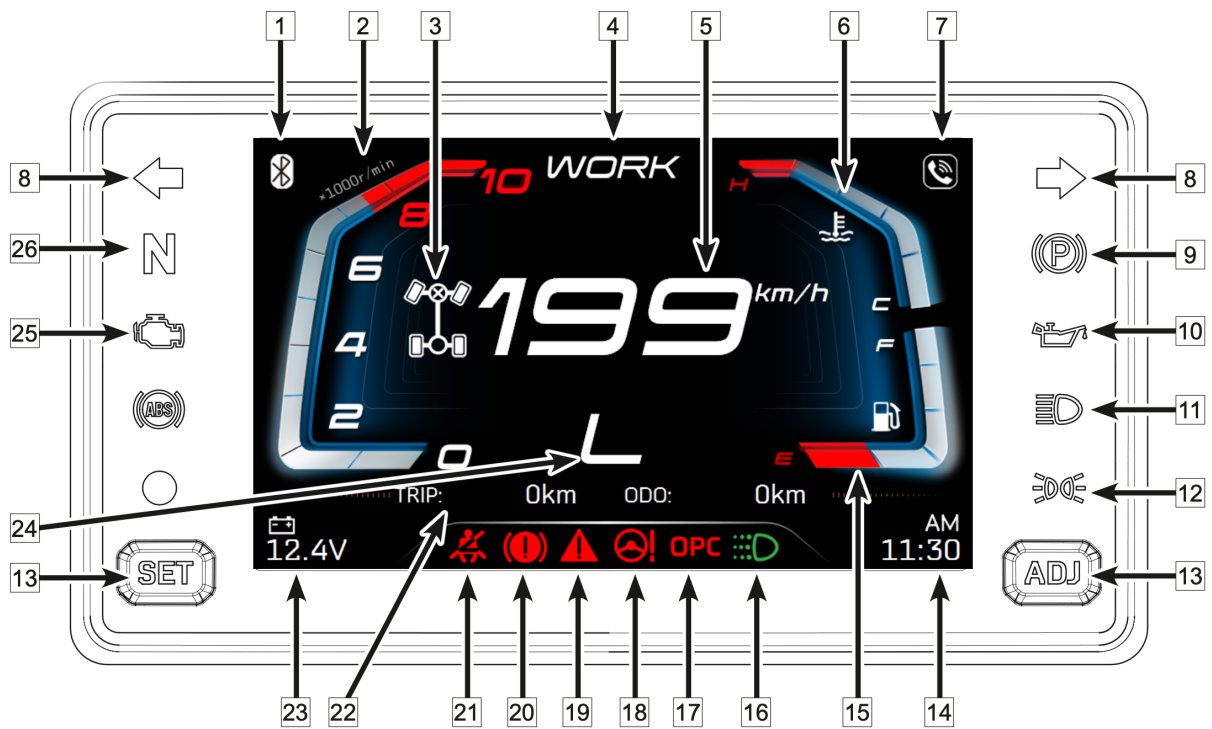 1 2 3 4 5 6 7
×1000r/min
10 WORK H
8 8 8
N 26 P 9
6 199 km/h
C
25 4 F 10
ABS 11
2
0 L E 12
TRIP: 0km ODO: 0km
24 AM
12.4V 11:30
OPC
13 SET ADJ 13
23 22 21 20 19 18 17 16 15 14